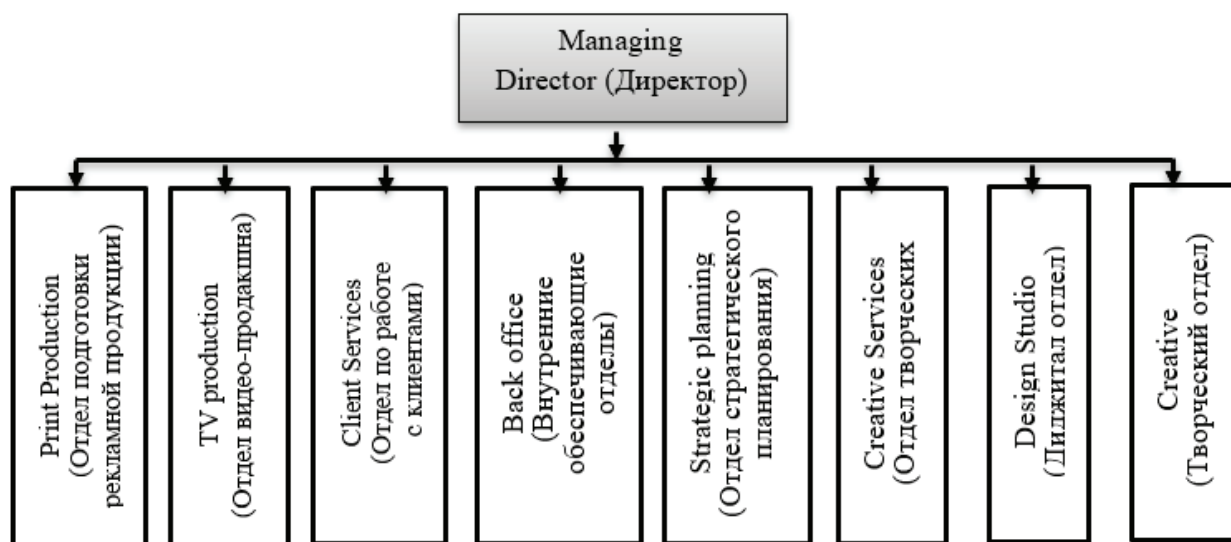 Managing
Director (Директор)
Print Production
(Отдел подготовки
рекламной продукции)
TV production
(Отдел видео-продакшна)
Client Services
(Отдел по работе
с клиентами)
Back office
(Внутренние
обеспечивающие
отделы)
Strategic planning
(Отдел стратегического
планирования)
Creative Services
(Отдел творческих
Design Studio
(Диджитал отдел)
Creative
(Творческий отдел)